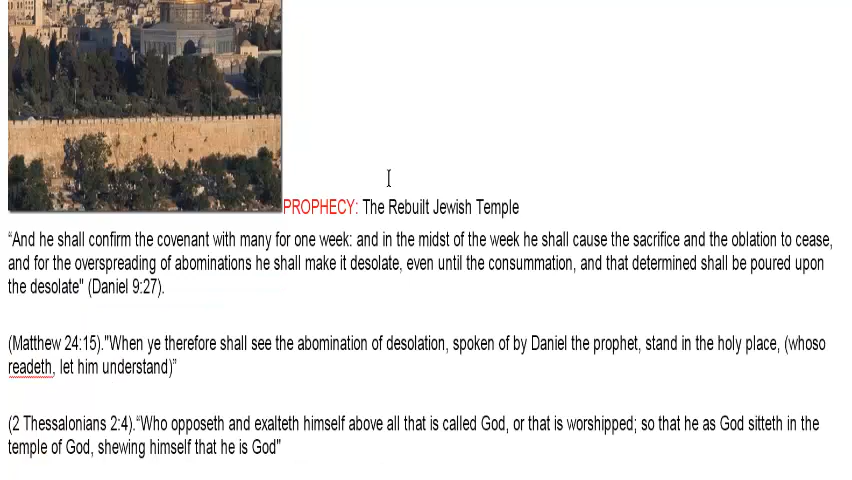 PROPHECY: The Rebuilt Jewish Temple
“And he shall confirm the covenant with many for one week: and in the midst of the week he shall cause the sacrifice and the oblation to cease,
and for the overspreading of abominations he shall make it desolate, even until the consummation, and that determined shall be poured upon
the desolate" (Daniel 9:27).
(Matthew 24:15)."When ye therefore shall see the abomination of desolation, spoken of by Daniel the prophet, stand in the holy place, (whoso
readeth, let him understand)”
(2 Thessalonians 2:4).“Who opposeth and exalteth himself above all that is called God, or that is worshipped; so that he as God sitteth in the
temple of God, shewing himself that he is God"